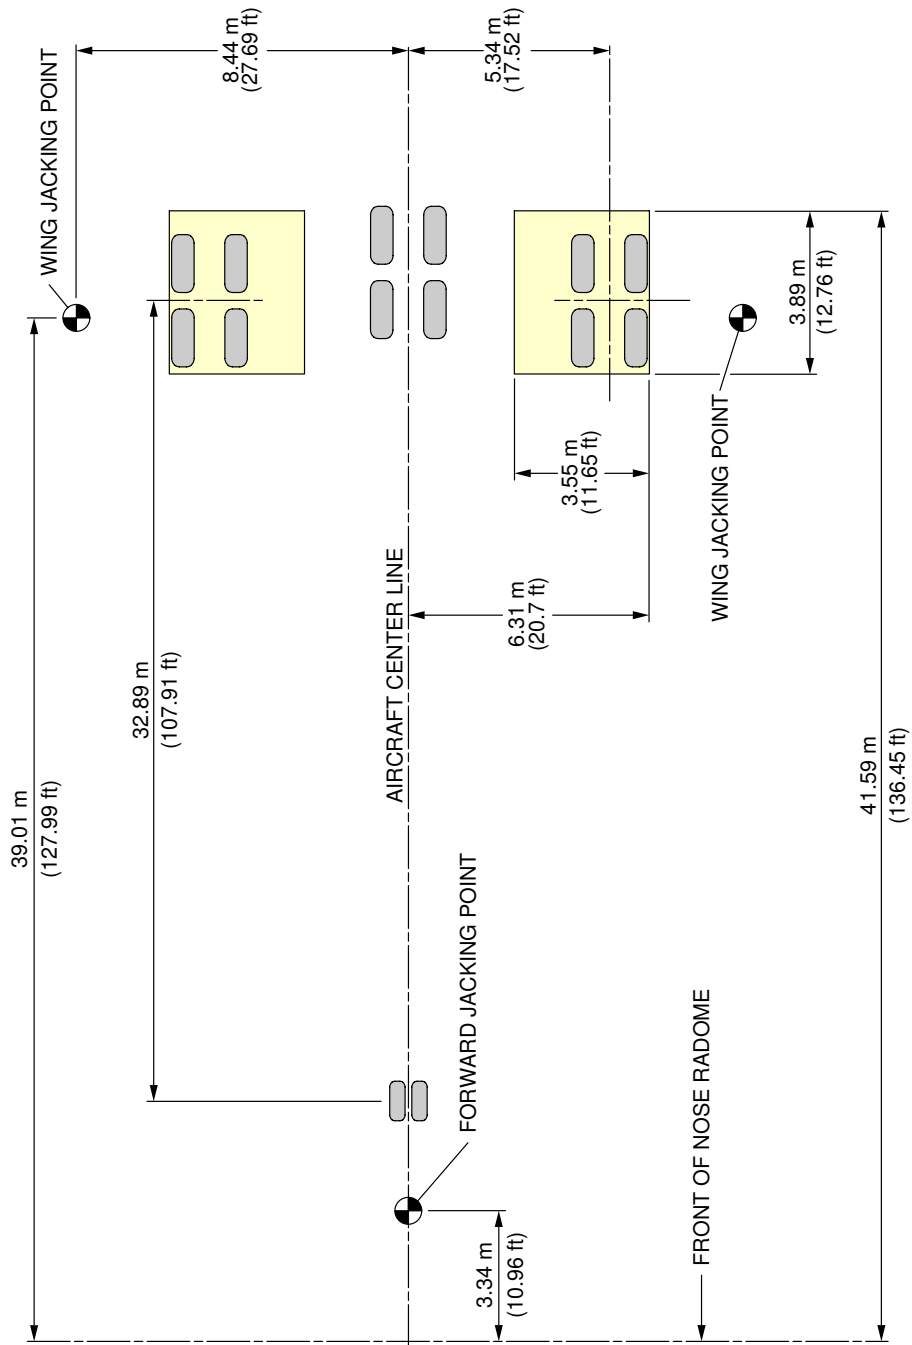 WING JACKING POINT
8.44 m
(27.69 ft)
5.34 m
(17.52 ft)
3.89 m
(12.76 ft)
WING JACKING POINT
3.55 m
(11.65 ft)
6.31 m
(20.7 ft)
AIRCRAFT CENTER LINE
32.89 m
(107.91 ft)
39.01 m
(127.99 ft)
41.59 m
(136.45 ft)
FORWARD JACKING POINT
3.34 m
(10.96 ft)
FRONT OF NOSE RADOME